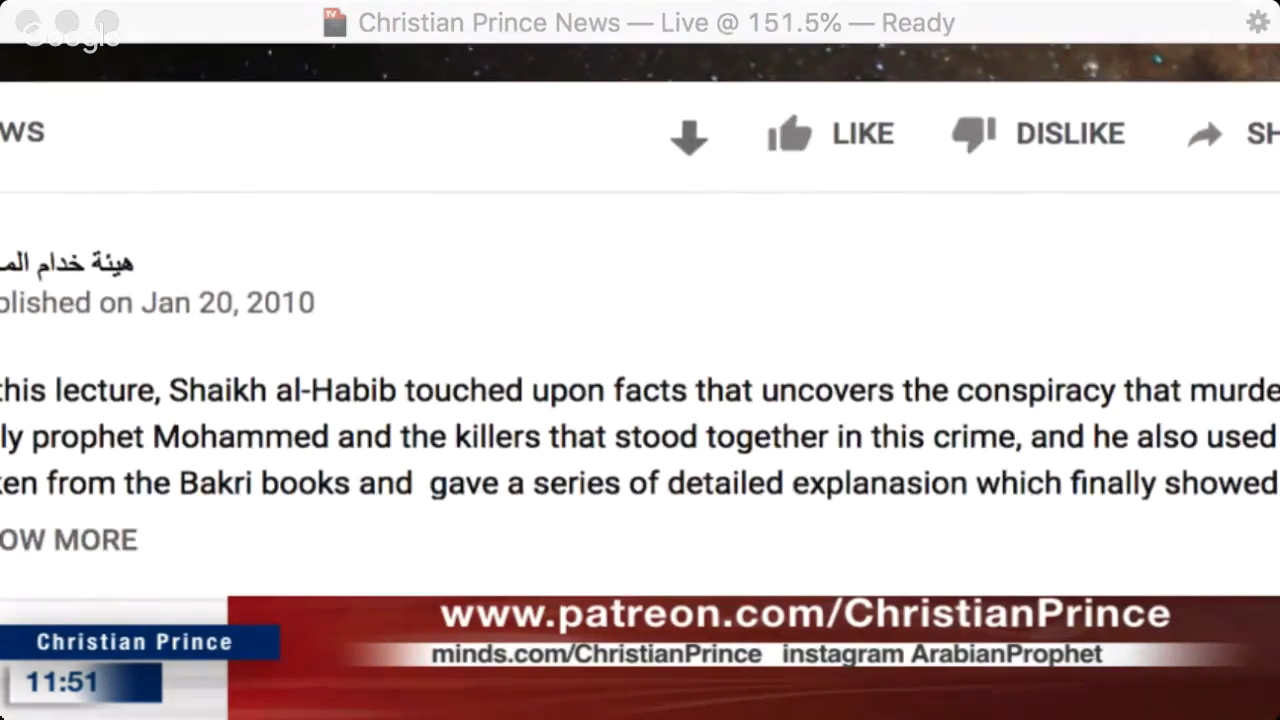 TV Christian Prince News — Live @ 151.5% — Ready
Google
WS
LIKE DISLIKE SH
هيئة خدام المـ
olished on Jan 20, 2010
this lecture, Shaikh al-Habib touched upon facts that uncovers the conspiracy that murde
ly prophet Mohammed and the killers that stood together in this crime, and he also used
ken from the Bakri books and gave a series of detailed explanasion which finally showed
OW MORE
www.patreon.com/ChristianPrince
minds.com/ChristianPrince instagram ArabianProphet
Christian Prince
11:51